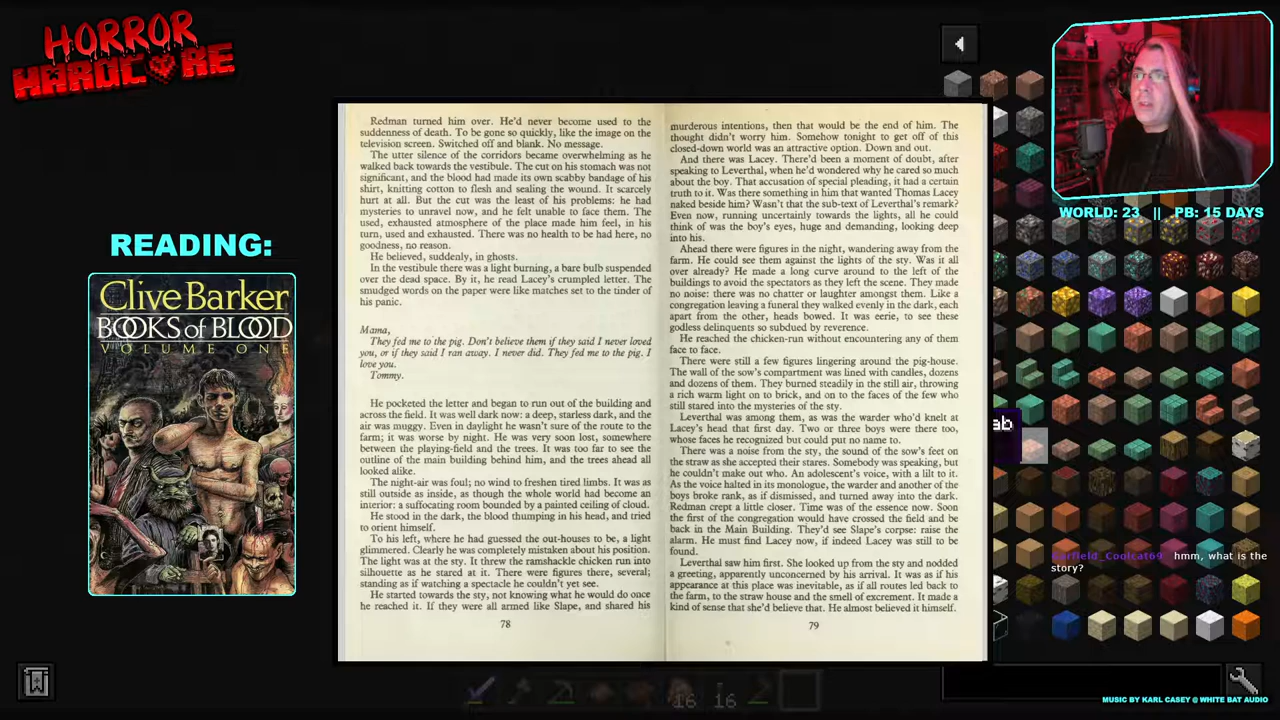 HORROR
HARDCORE
READING:
Clive Barker
BOOKS of BLOOD
VOLUME ONE
Redman turned him over. He'd never become used to the
suddenness of death. To be gone so quickly, like the image on the
television screen. Switched off and blank. No message.
The utter silence of the corridors became overwhelming as he
walked back towards the vestibule. The cut on his stomach was not
significant, and the blood had made its own scabby bandage of his
shirt, knitting cotton to flesh and sealing the wound. It scarcely
hurt at all. But the cut was the least of his problems: he had
mysteries to unravel now, and he felt unable to face them. The
used, exhausted atmosphere of the place made him feel, in his
turn, used and exhausted. There was no health to be had here, no
goodness, no reason.
He believed, suddenly, in ghosts.
In the vestibule there was a light burning, a bare bulb suspended
over the dead space. By it, he read Lacey's crumpled letter. The
smudged words on the paper were like matches set to the tinder of
his panic.
Mama,
They fed me to the pig. Don't believe them if they said I never loved
you, or if they said I ran away. I never did. They fed me to the pig. I
love you.
Tommy.
He pocketed the letter and began to run out of the building and
across the field. It was well dark now: a deep, starless dark, and the
air was muggy. Even in daylight he wasn't sure of the route to the
farm; it was worse by night. He was very soon lost, somewhere
between the playing-field and the trees. It was too far to see the
outline of the main building behind him, and the trees ahead all
looked alike.
The night-air was foul; no wind to freshen tired limbs. It was as
still outside as inside, as though the whole world had become an
interior: a suffocating room bounded by a painted ceiling of cloud.
He stood in the dark, the blood thumping in his head, and tried
to orient himself.
To his left, where he had guessed the out-houses to be, a light
glimmered. Clearly he was completely mistaken about his position.
The light was at the sty. It threw the ramshackle chicken run into
silhouette as he stared at it. There were figures there, several;
standing as if watching a spectacle he couldn't yet see.
He started towards the sty, not knowing what he would do once
he reached it. If they were all armed like Slape, and shared his
78
murderous intentions, then that would be the end of him. The
thought didn't worry him. Somehow tonight to get off of this
closed-down world was an attractive option. Down and out.
And there was Lacey. There'd been a moment of doubt, after
speaking to Leverthal, when he'd wondered why he cared so much
about the boy. That accusation of special pleading, it had a certain
truth to it. Was there something in him that wanted Thomas Lacey
naked beside him? Wasn't that the sub-text of Leverthal's remark?
Even now, running uncertainly towards the lights, all he could
think of was the boy's eyes, huge and demanding, looking deep
into his.
Ahead there were figures in the night, wandering away from the
farm. He could see them against the lights of the sty. Was it all
over already? He made a long curve around to the left of the
buildings to avoid the spectators as they left the scene. They made
no noise: there was no chatter or laughter amongst them. Like a
congregation leaving a funeral they walked evenly in the dark, each
apart from the other, heads bowed. It was eerie, to see these
godless delinquents so subdued by reverence.
He reached the chicken-run without encountering any of them
face to face.
There were still a few figures lingering around the pig-house.
The wall of the sow's compartment was lined with candles, dozens
and dozens of them. They burned steadily in the still air, throwing
a rich warm light on to brick, and on to the faces of the few who
still stared into the mysteries of the sty.
Leverthal was among them, as was the warder who'd knelt at
Lacey's head that first day. Two or three boys were there too,
whose faces he recognized but could put no name to.
There was a noise from the sty, the sound of the sow's feet on
the straw as she accepted their stares. Somebody was speaking, but
he couldn't make out who. An adolescent's voice, with a lilt to it.
As the voice halted in its monologue, the warder and another of the
boys broke rank, as if dismissed, and turned away into the dark.
Redman crept a little closer. Time was of the essence now. Soon
the first of the congregation would have crossed the field and be
back in the Main Building. They'd see Slape's corpse: raise the
alarm. He must find Lacey now, if indeed Lacey was still to be
found.
Leverthal saw him first. She looked up from the sty and nodded
a greeting, apparently unconcerned by his arrival. It was as if his
appearance at this place was inevitable, as if all routes led back to
the farm, to the straw house and the smell of excrement. It made a
kind of sense that she'd believe that. He almost believed it himself.
79
WORLD: 23 || PB: 15 DAYS
ab
hmm, what is the
story?
16 16
MUSIC BY KARL CASEY @ WHITE BAT AUDIO